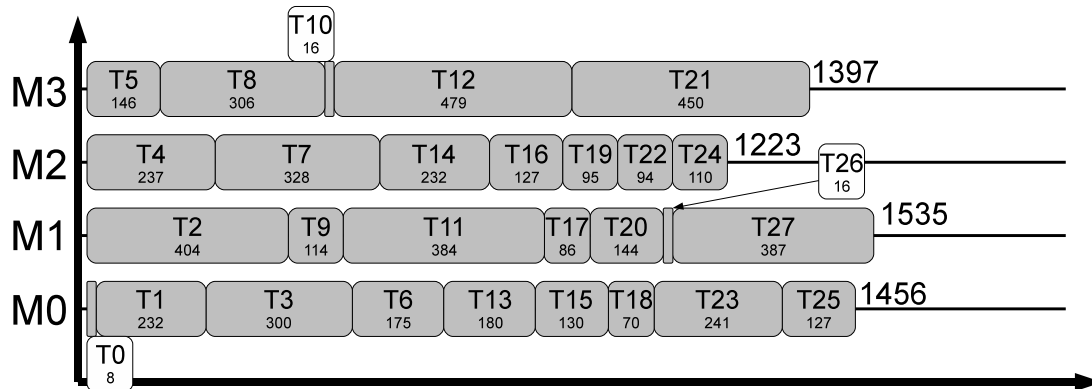 T10
16
M3 T5 T8 T12 T21 1397
146 306 479 450
M2 T4 T7 T14 T16 T19 T22 T24 1223
237 328 232 127 95 94 110
T26
16
M1 T2 T9 T11 T17 T20 T27 1535
404 114 384 86 144 387
M0 T1 T3 T6 T13 T15 T18 T23 T25 1456
232 300 175 180 130 70 241 127
T0
8